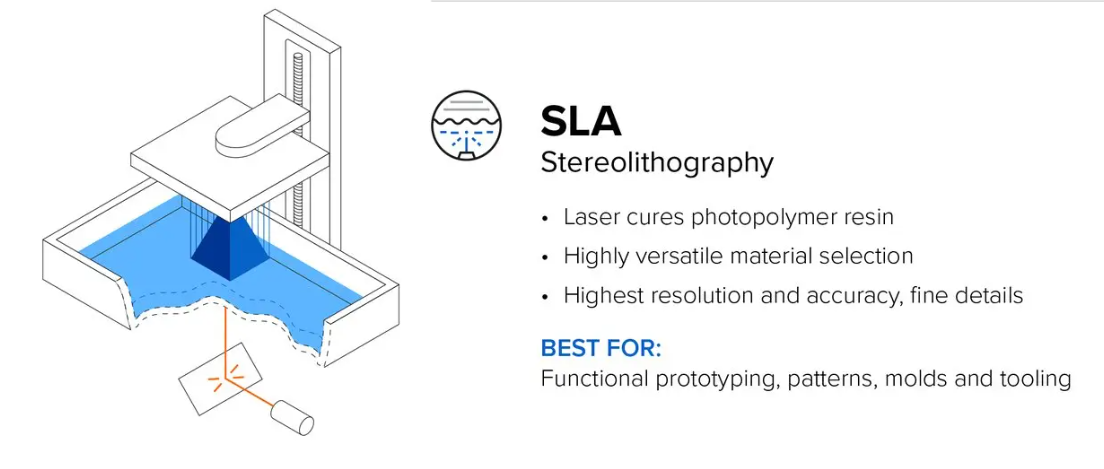 SLA
Stereolithography
• Laser cures photopolymer resin
• Highly versatile material selection
• Highest resolution and accuracy, fine details
BEST FOR:
Functional prototyping, patterns, molds and tooling